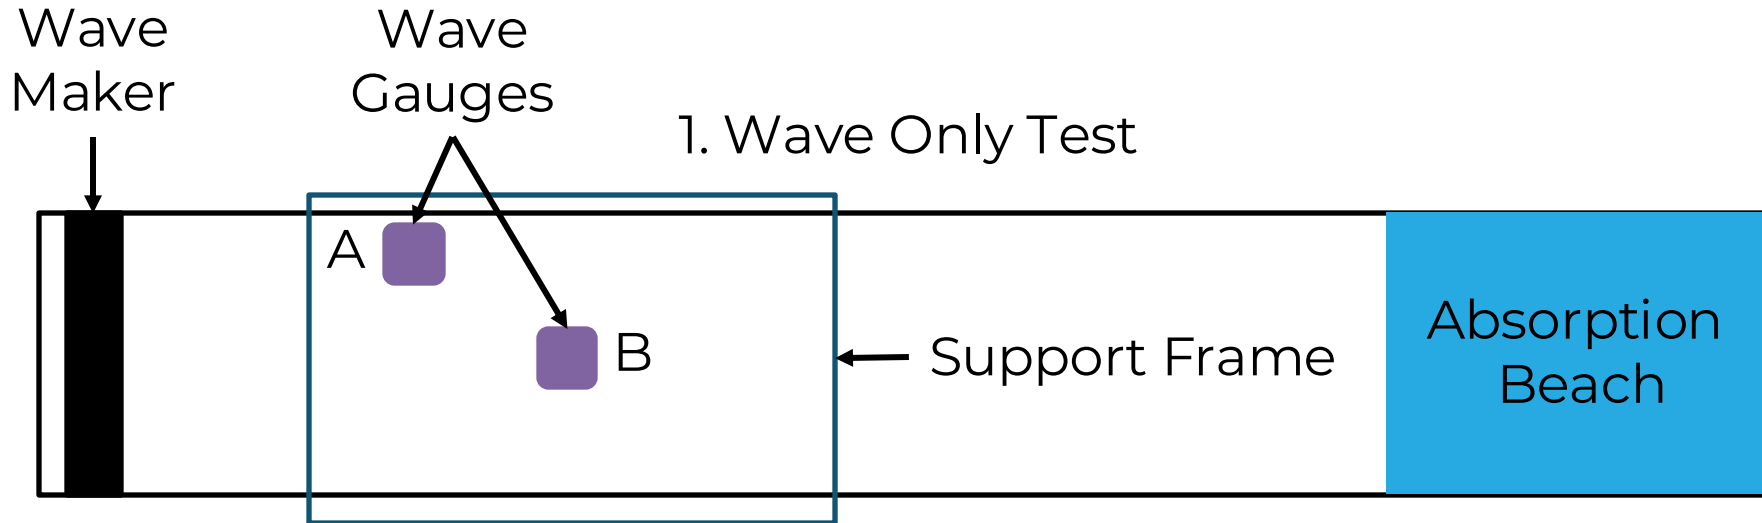 Wave
Maker
Wave
Gauges
1. Wave Only Test
A
B
Support Frame
Absorption
Beach